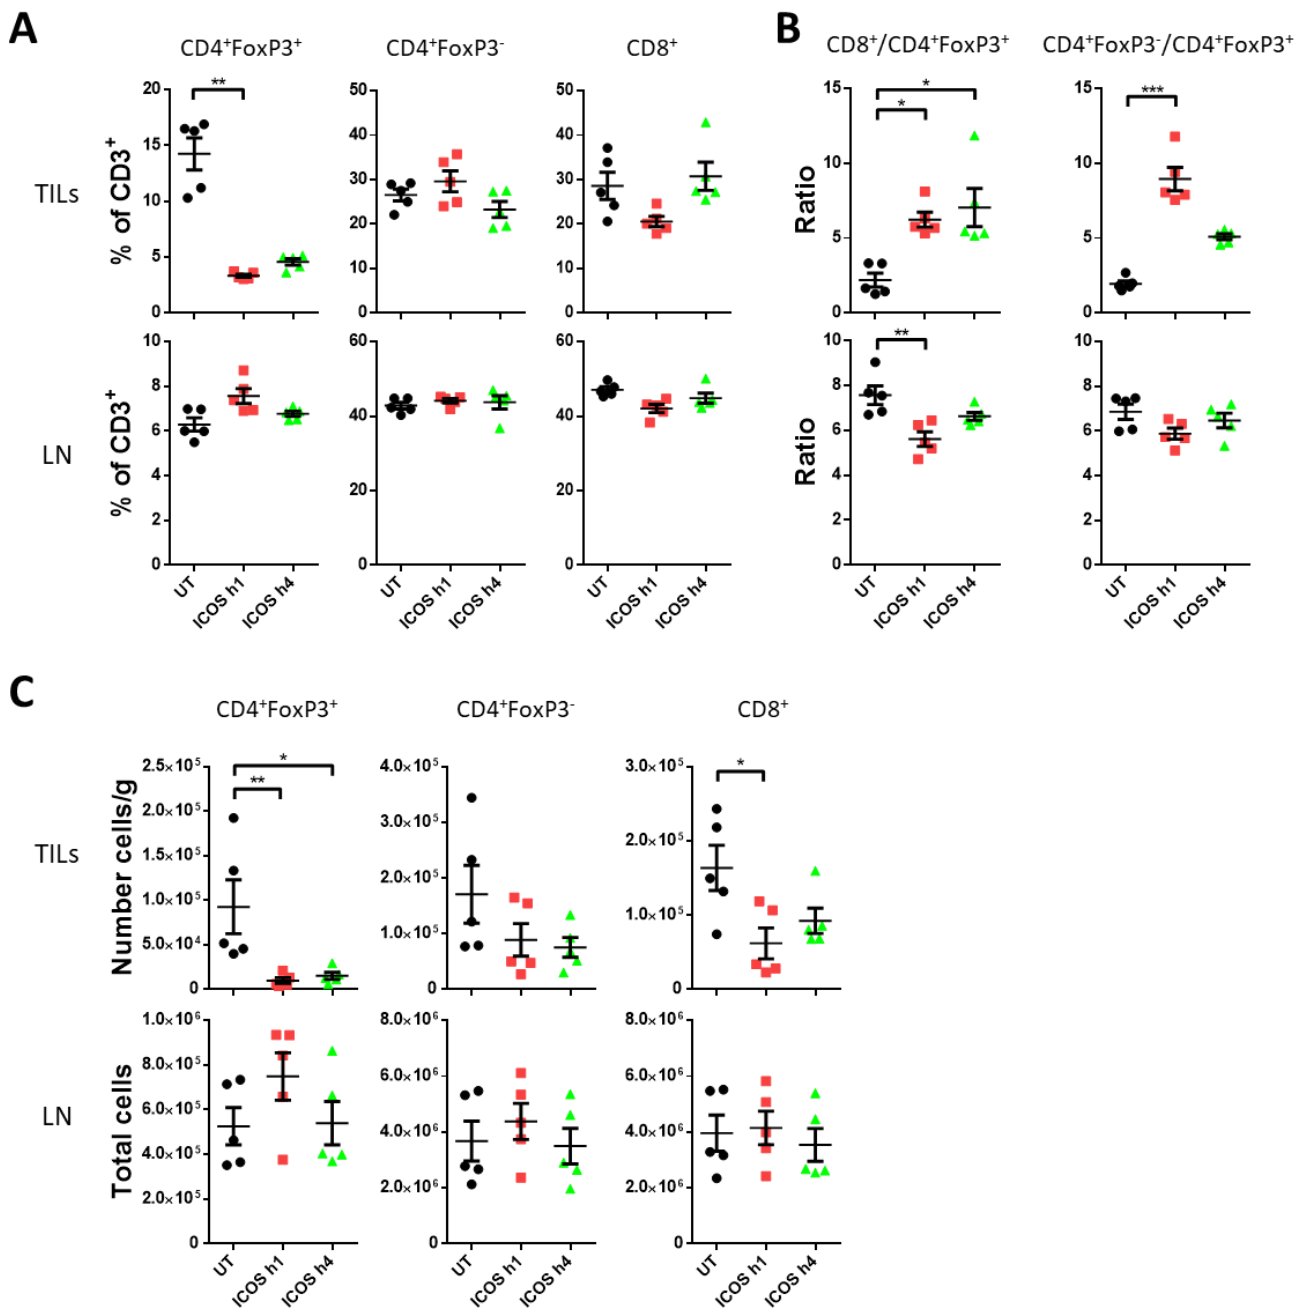 A
B
CD4⁺FoxP3⁺
CD4⁺FoxP3⁻
CD8⁺
CD8⁺/CD4⁺FoxP3⁺
CD4⁺FoxP3⁻/CD4⁺FoxP3⁺
TILs
% of CD3⁺
20
15
10
5
0
**
50
40
30
20
10
0
50
40
30
20
10
0
Ratio
15
10
5
0
*
*
15
10
5
0
***
LN
% of CD3⁺
10
8
6
4
2
0
UT
ICOS h1
ICOS h4
60
40
20
0
UT
ICOS h1
ICOS h4
60
40
20
0
UT
ICOS h1
ICOS h4
Ratio
10
8
6
4
2
0
**
UT
ICOS h1
ICOS h4
10
8
6
4
2
0
UT
ICOS h1
ICOS h4
C
CD4⁺FoxP3⁺
CD4⁺FoxP3⁻
CD8⁺
TILs
Number cells/g
2.5×10⁵
2.0×10⁵
1.5×10⁵
1.0×10⁵
5.0×10⁴
0
*
**
4.0×10⁵
3.0×10⁵
2.0×10⁵
1.0×10⁵
0
3.0×10⁵
2.0×10⁵
1.0×10⁵
0
*
LN
Total cells
1.0×10⁶
8.0×10⁵
6.0×10⁵
4.0×10⁵
2.0×10⁵
0
UT
ICOS h1
ICOS h4
8.0×10⁶
6.0×10⁶
4.0×10⁶
2.0×10⁶
0
UT
ICOS h1
ICOS h4
8.0×10⁶
6.0×10⁶
4.0×10⁶
2.0×10⁶
0
UT
ICOS h1
ICOS h4